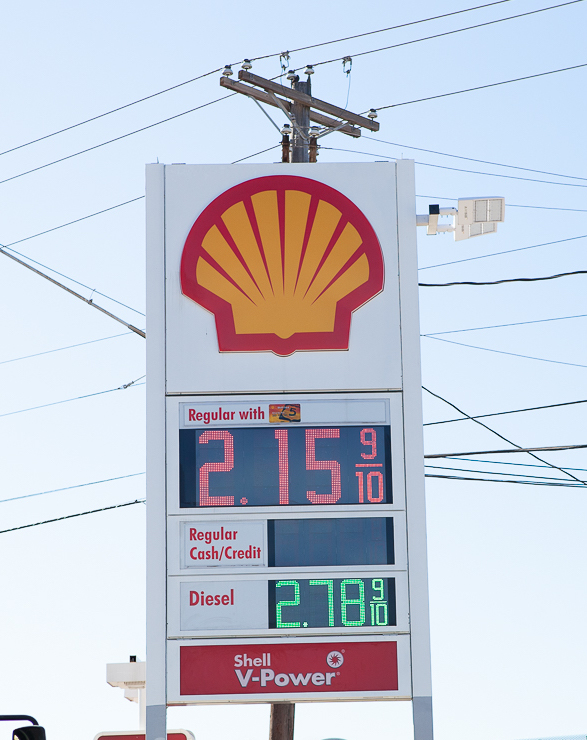 Regular with
2.15 9/10
Regular
Cash/Credit
Diesel
2.78 9/10
Shell
V-Power